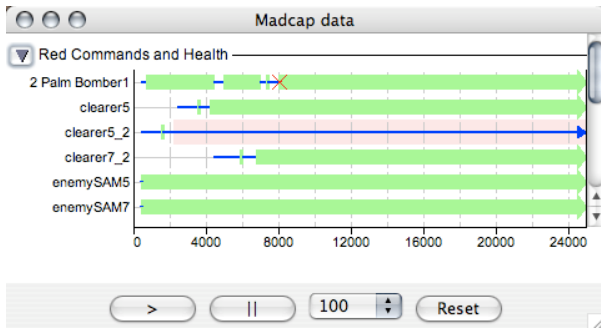 Madcap data
Red Commands and Health
2 Palm Bomber1
clearer5
clearer5_2
clearer7_2
enemySAM5
enemySAM7
0 4000 8000 12000 16000 20000 24000
> || 100 Reset